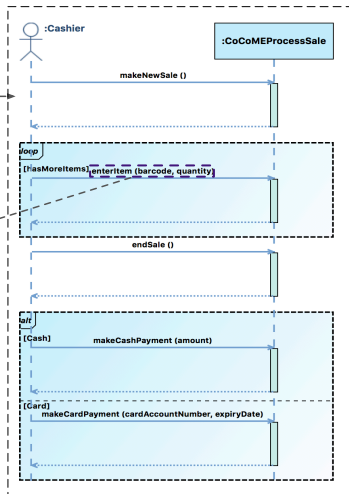 :Cashier
:CoCoMEProcessSale
makeNewSale ()
loop
[hasMoreItems]
enterItem (barcode, quantity)
endSale ()
alt
[Cash]
makeCashPayment (amount)
[Card]
makeCardPayment (cardAccountNumber, expiryDate)